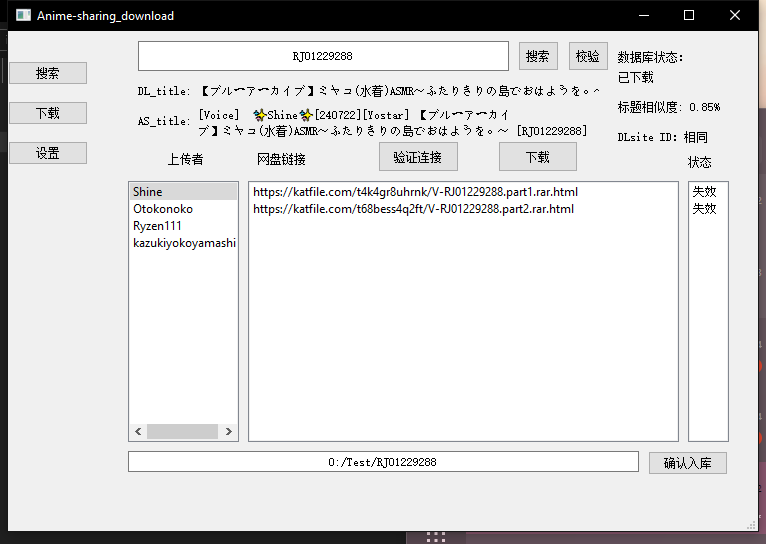 Anime-sharing_download
搜索
下载
设置
RJ01229288
搜索
校验
数据库状态:
已下载
DL_title: 【ブルーアーカイブ】ミヤコ(水着)ASMR～ふたりきりの島でおはようを。～
AS_title: [Voice] ✨Shine✨[240722][Yostar] 【ブルーアーカイ
ブ】ミヤコ(水着)ASMR～ふたりきりの島でおはようを。～ [RJ01229288]
标题相似度: 0.85%
DLsite ID: 相同
上传者
网盘链接
验证连接
下载
状态
Shine
Otokonoko
Ryzen111
kazukiyokoyamashi
https://katfile.com/t4k4gr8uhrnk/V-RJ01229288.part1.rar.html
https://katfile.com/t68bess4q2ft/V-RJ01229288.part2.rar.html
失效
失效
O:/Test/RJ01229288
确认入库